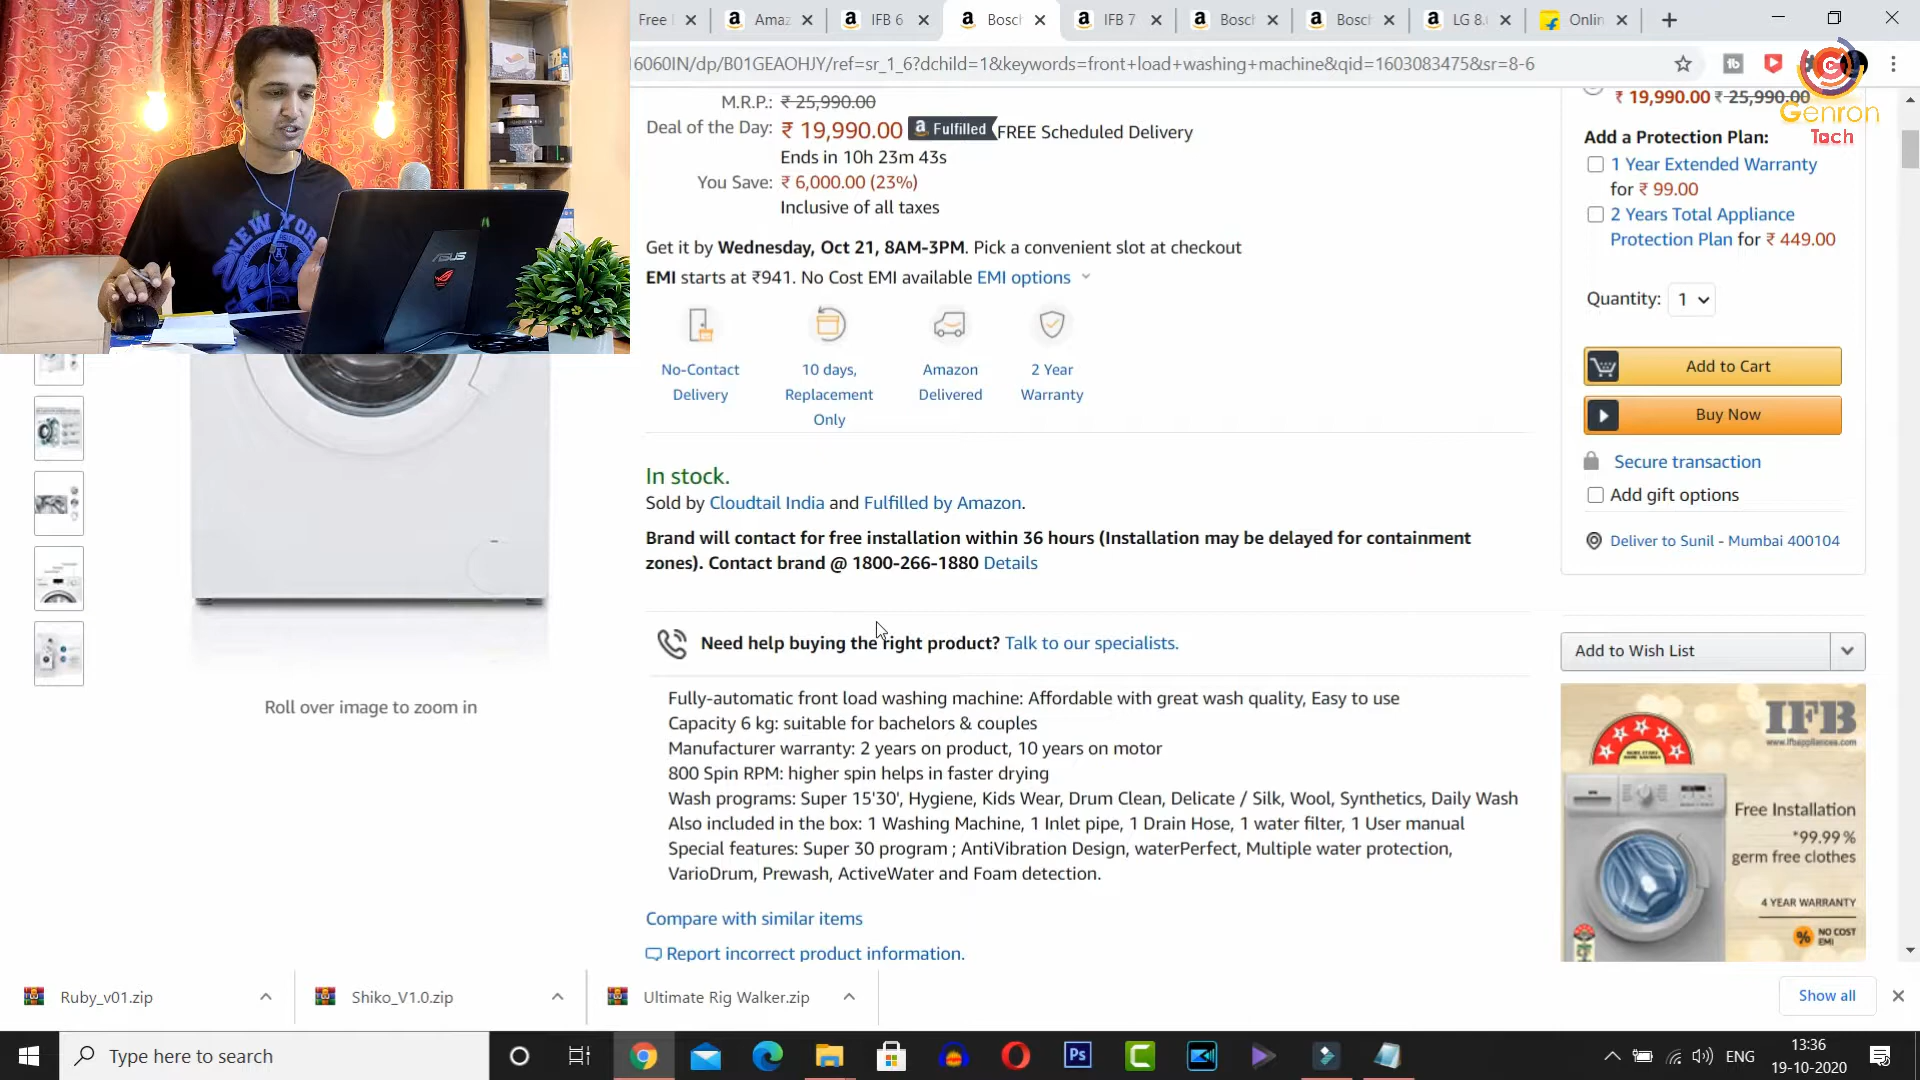 Free
Amaz
IFB 6
Bosch
IFB 7
Bosch
Bosch
LG 8.
Onlin
16060IN/dp/B01GEAOHJY/ref=sr_1_6?dchild=1&keywords=front+load+washing+machine&qid=1603083475&sr=8-6
Genron
Tech
NEW YORK
ASUS
M.R.P.: ₹ 25,990.00
Deal of the Day: ₹ 19,990.00 a Fulfilled FREE Scheduled Delivery
Ends in 10h 23m 43s
You Save: ₹ 6,000.00 (23%)
Inclusive of all taxes
Get it by Wednesday, Oct 21, 8AM-3PM. Pick a convenient slot at checkout
EMI starts at ₹941. No Cost EMI available EMI options
No-Contact Delivery
10 days, Replacement Only
Amazon Delivered
2 Year Warranty
In stock.
Sold by Cloudtail India and Fulfilled by Amazon.
Brand will contact for free installation within 36 hours (Installation may be delayed for containment
zones). Contact brand @ 1800-266-1880 Details
Need help buying the right product? Talk to our specialists.
Fully-automatic front load washing machine: Affordable with great wash quality, Easy to use
Capacity 6 kg: suitable for bachelors & couples
Manufacturer warranty: 2 years on product, 10 years on motor
800 Spin RPM: higher spin helps in faster drying
Wash programs: Super 15'30', Hygiene, Kids Wear, Drum Clean, Delicate / Silk, Wool, Synthetics, Daily Wash
Also included in the box: 1 Washing Machine, 1 Inlet pipe, 1 Drain Hose, 1 water filter, 1 User manual
Special features: Super 30 program ; AntiVibration Design, waterPerfect, Multiple water protection,
VarioDrum, Prewash, ActiveWater and Foam detection.
Compare with similar items
Report incorrect product information.
Roll over image to zoom in
₹ 19,990.00 ₹ 25,990.00
Add a Protection Plan:
1 Year Extended Warranty
for ₹ 99.00
2 Years Total Appliance
Protection Plan for ₹ 449.00
Quantity: 1
Add to Cart
Buy Now
Secure transaction
Add gift options
Deliver to Sunil - Mumbai 400104
Add to Wish List
IFB
www.ifbappliances.com
Free Installation
*99.99 %
germ free clothes
4 YEAR WARRANTY
% NO COST
EMI
Ruby_v01.zip
Shiko_V1.0.zip
Ultimate Rig Walker.zip
Show all
Type here to search
Ps
ENG
13:36
19-10-2020